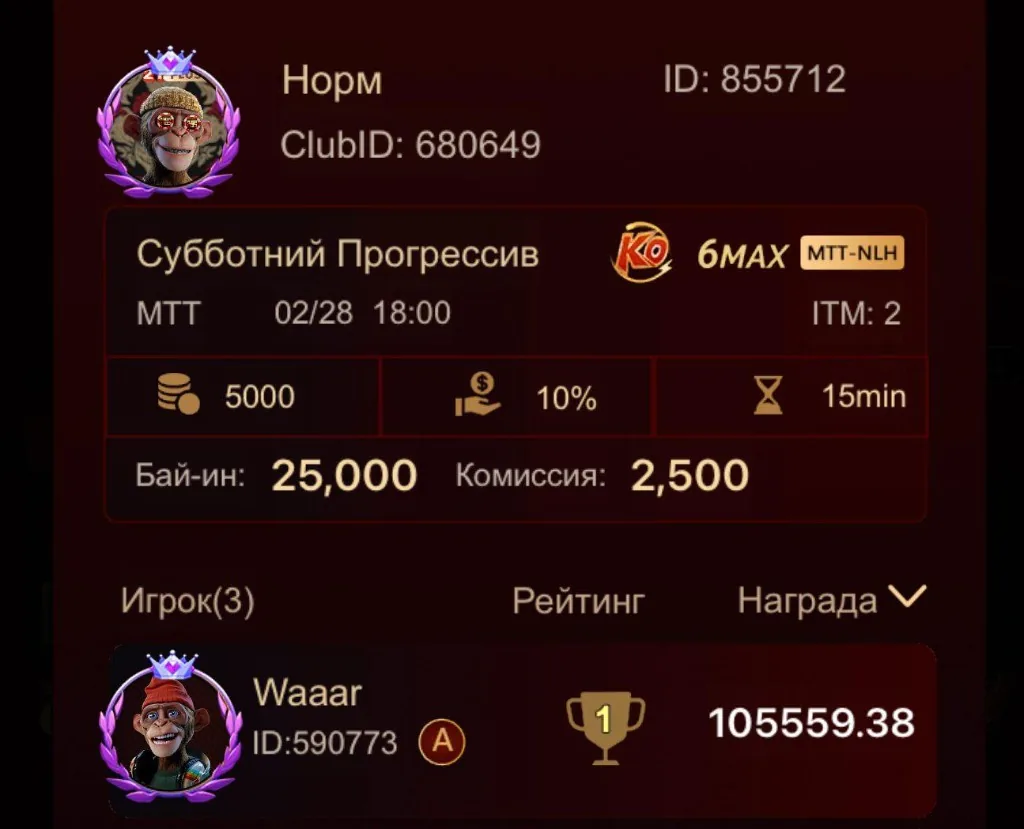 Норм
ID: 855712
ClubID: 680649
Субботний Прогрессив
KO
6MAX
MTT-NLH
MTT
02/28 18:00
ITM: 2
5000
10%
15min
Бай-ин: 25,000
Комиссия: 2,500
Игрок(3)
Рейтинг
Награда
Waaar
ID:590773
A
1
105559.38